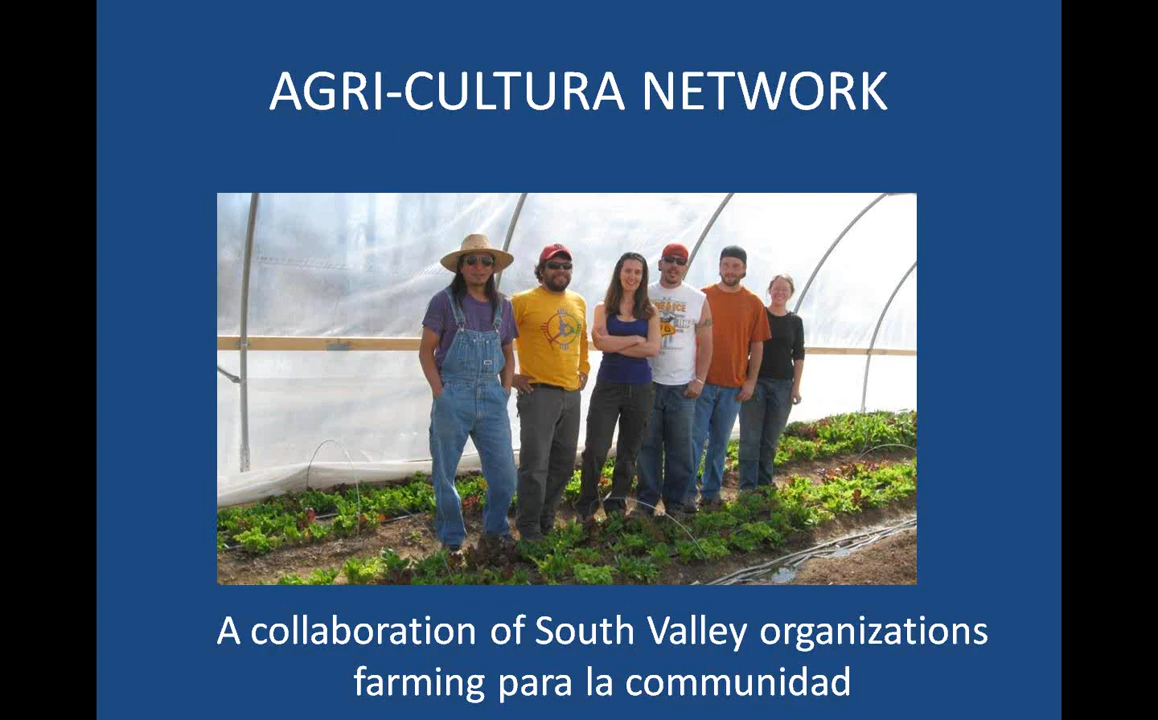 AGRI-CULTURA NETWORK
A collaboration of South Valley organizations
farming para la communidad